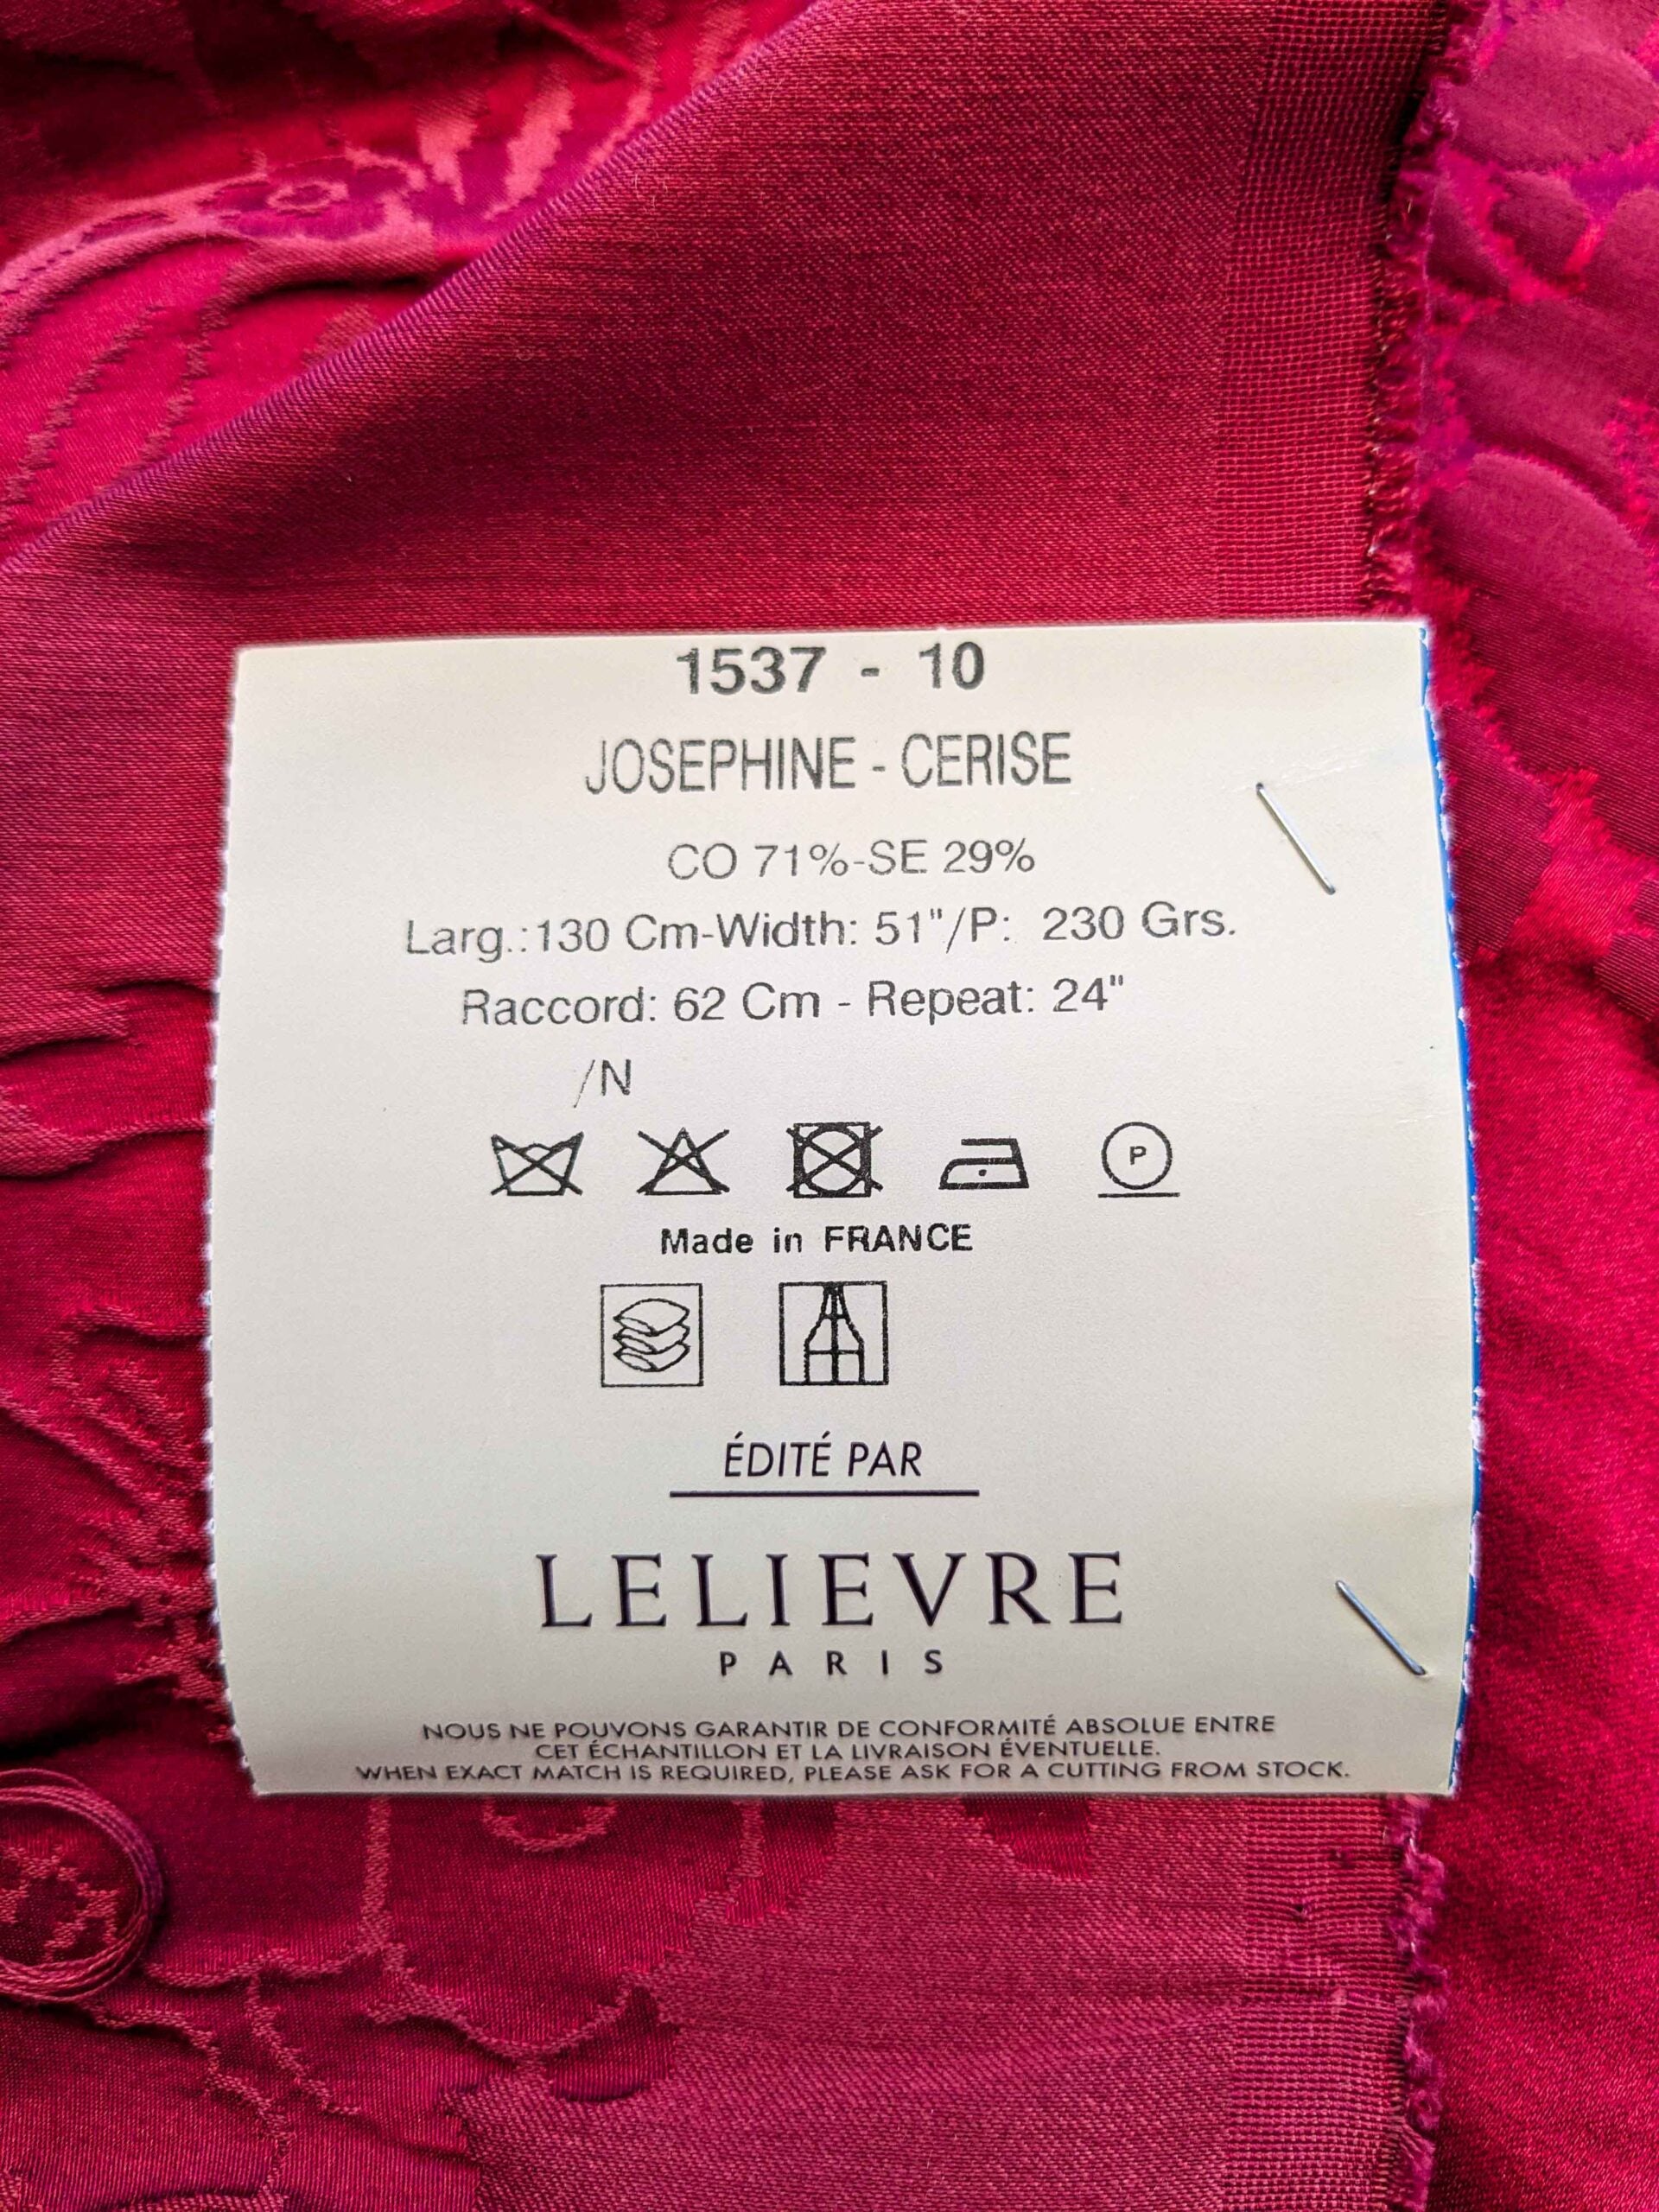 1537 - 10
JOSEPHINE - CERISE
CO 71%-SE 29%
Larg.:130 Cm-Width: 51"/P: 230 Grs.
Raccord: 62 Cm - Repeat: 24"
/N
P
Made in FRANCE
ÉDITÉ PAR
LELIEVRE
PARIS
NOUS NE POUVONS GARANTIR DE CONFORMITÉ ABSOLUE ENTRE
CET ÉCHANTILLON ET LA LIVRAISON ÉVENTUELLE.
WHEN EXACT MATCH IS REQUIRED, PLEASE ASK FOR A CUTTING FROM STOCK.